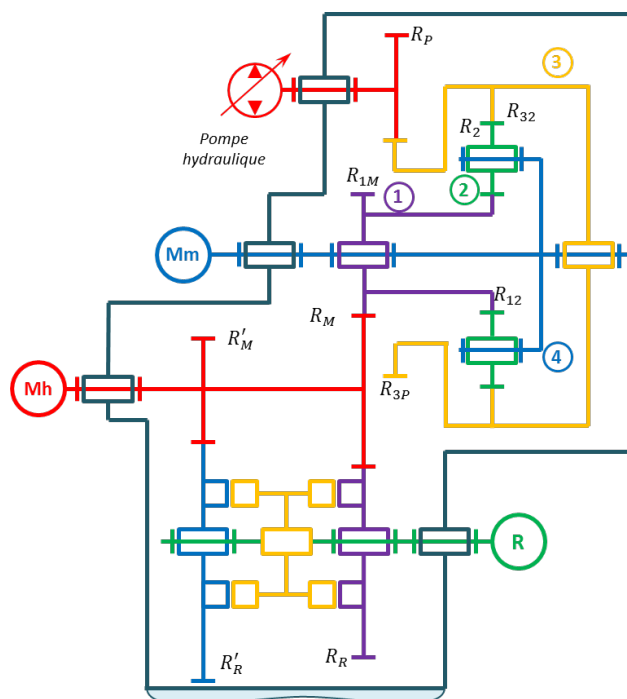 R_P
3
R_32
R_2
Pompe
hydraulique
R_1M
1
2
Mm
R_12
R_M
R'_M
4
Mh
R_3P
R
R'_R
R_R